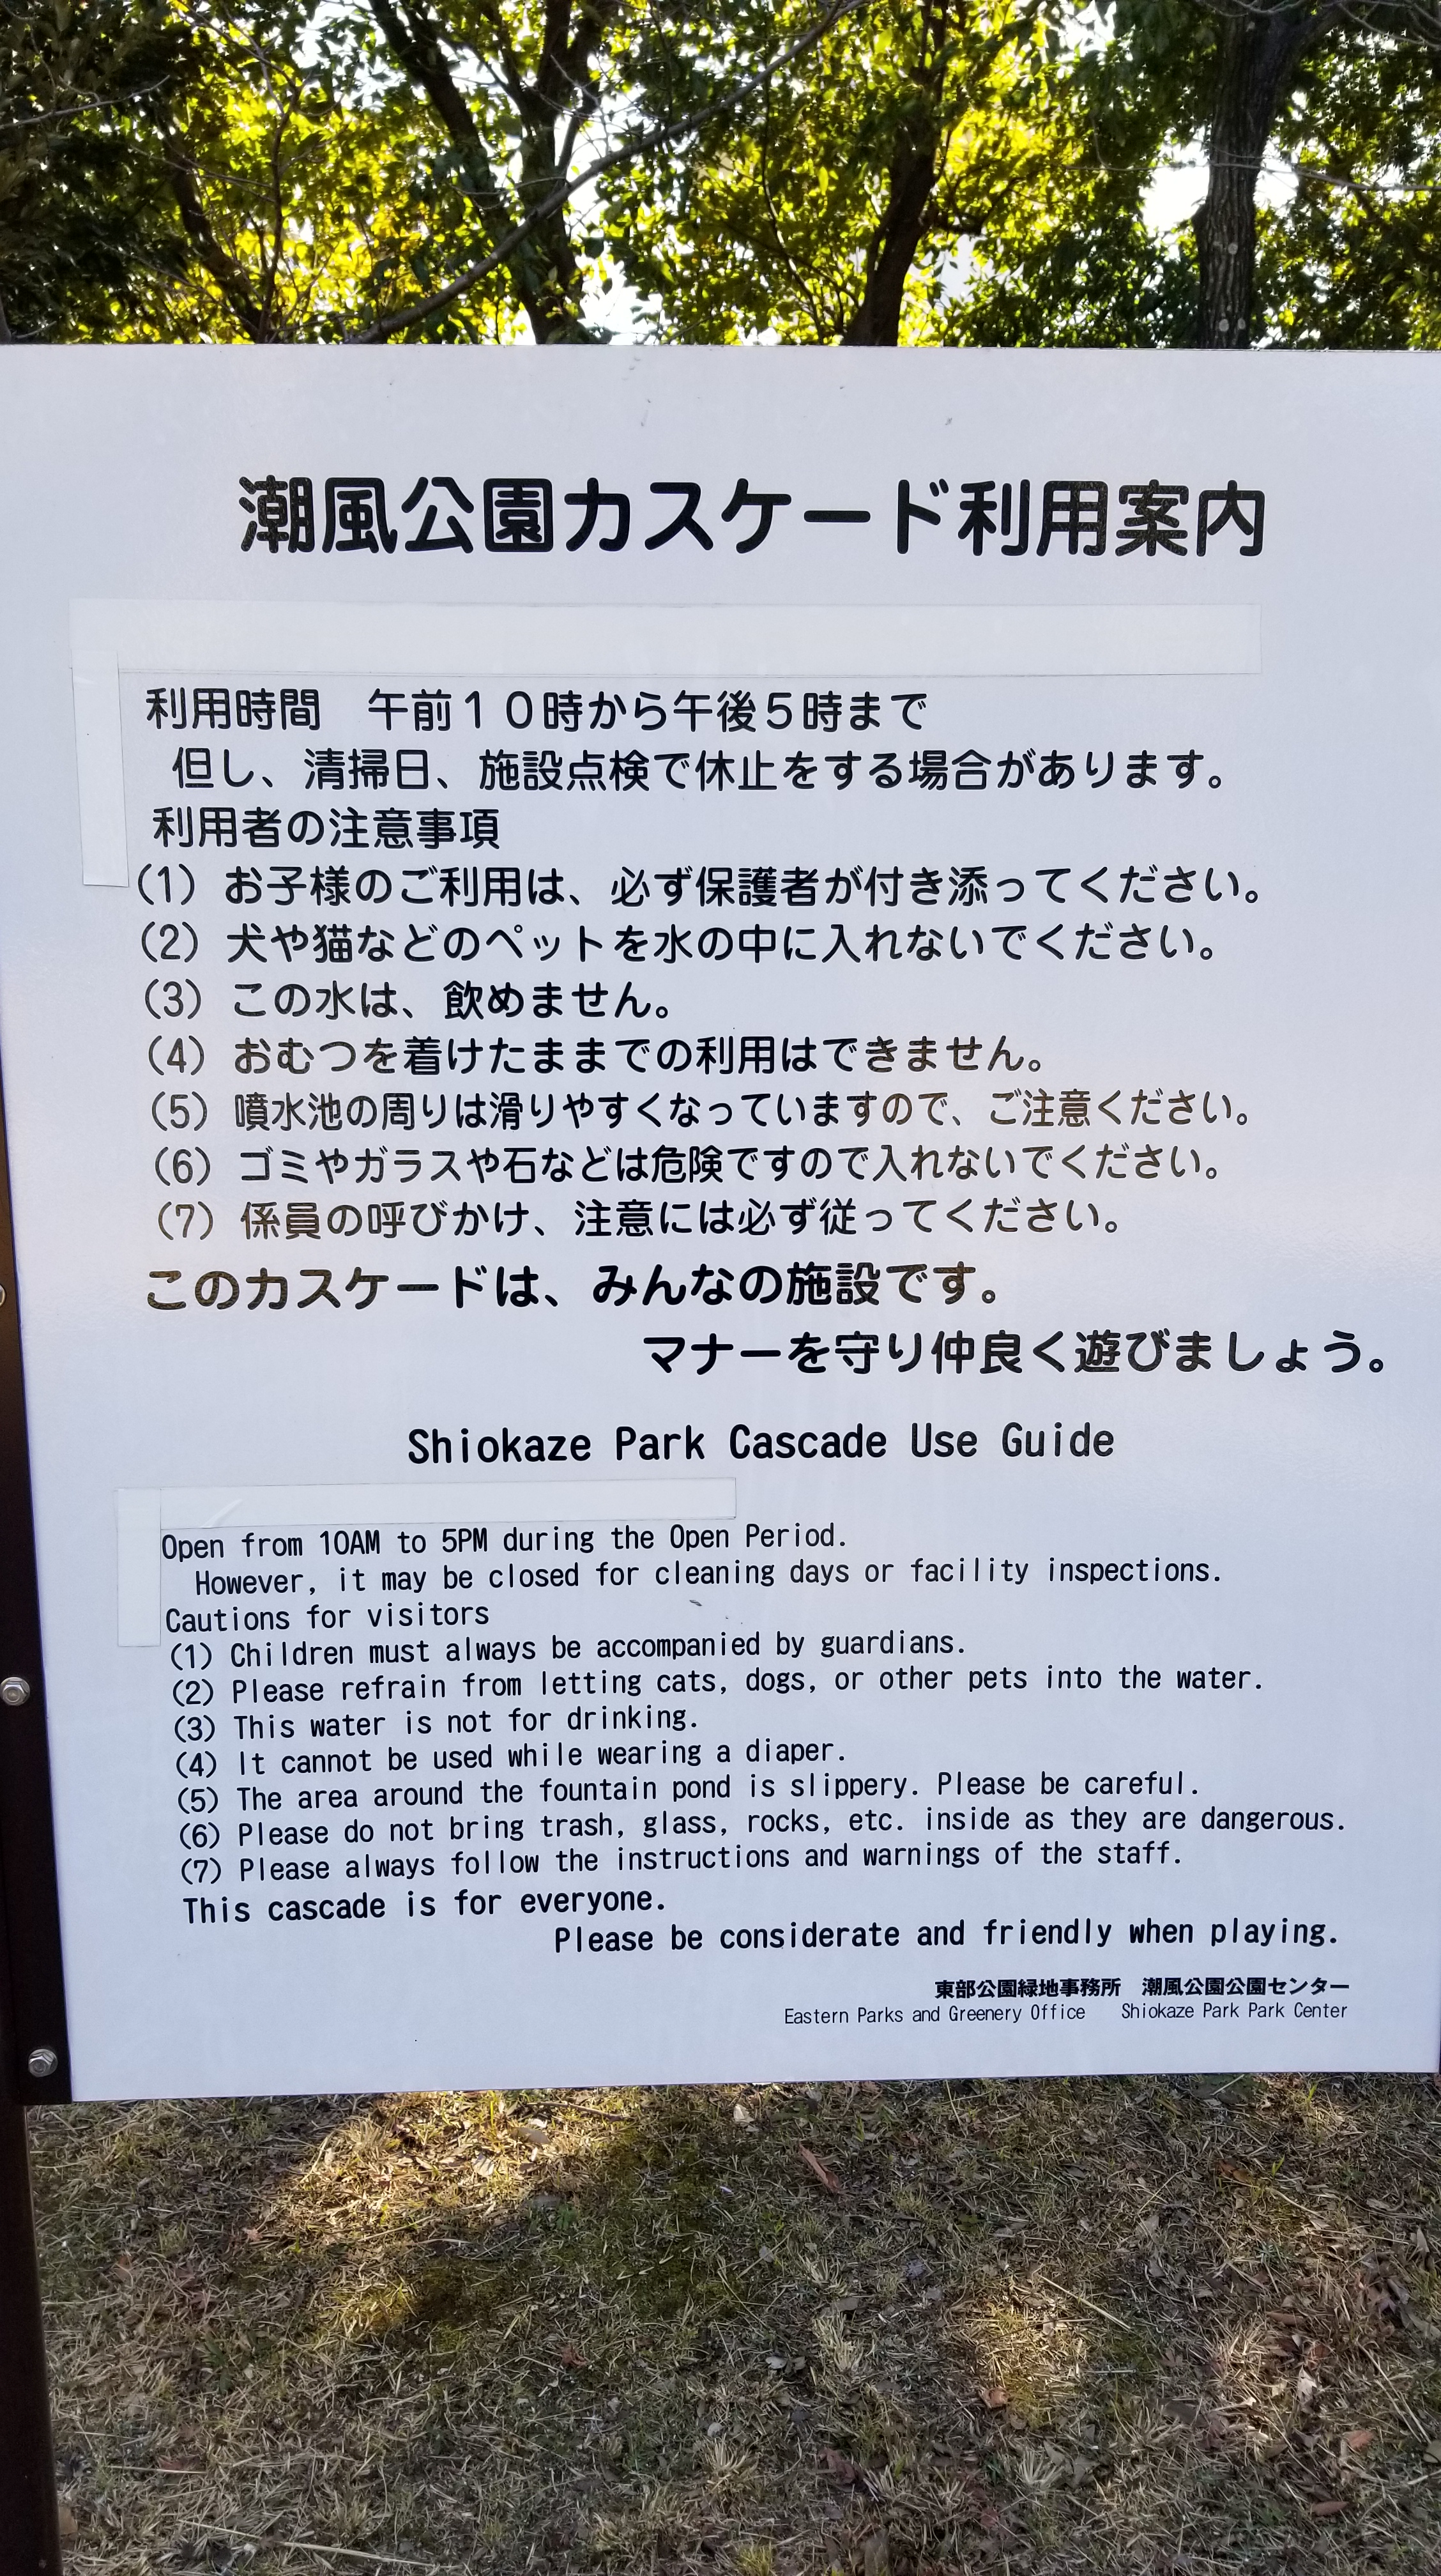 潮風公園カスケード利用案内
利用時間　午前１０時から午後５時まで
但し、清掃日、施設点検で休止をする場合があります。
利用者の注意事項
（1）お子様のご利用は、必ず保護者が付き添ってください。
（2）犬や猫などのペットを水の中に入れないでください。
（3）この水は、飲めません。
（4）おむつを着けたままでの利用はできません。
（5）噴水池の周りは滑りやすくなっていますので、ご注意ください。
（6）ゴミやガラスや石などは危険ですので入れないでください。
（7）係員の呼びかけ、注意には必ず従ってください。
このカスケードは、みんなの施設です。
マナーを守り仲良く遊びましょう。
Shiokaze Park Cascade Use Guide
Open from 10AM to 5PM during the Open Period.
However, it may be closed for cleaning days or facility inspections.
Cautions for visitors
(1) Children must always be accompanied by guardians.
(2) Please refrain from letting cats, dogs, or other pets into the water.
(3) This water is not for drinking.
(4) It cannot be used while wearing a diaper.
(5) The area around the fountain pond is slippery. Please be careful.
(6) Please do not bring trash, glass, rocks, etc. inside as they are dangerous.
(7) Please always follow the instructions and warnings of the staff.
This cascade is for everyone.
Please be considerate and friendly when playing.
東部公園緑地事務所　潮風公園公園センター
Eastern Parks and Greenery Office　Shiokaze Park Park Center